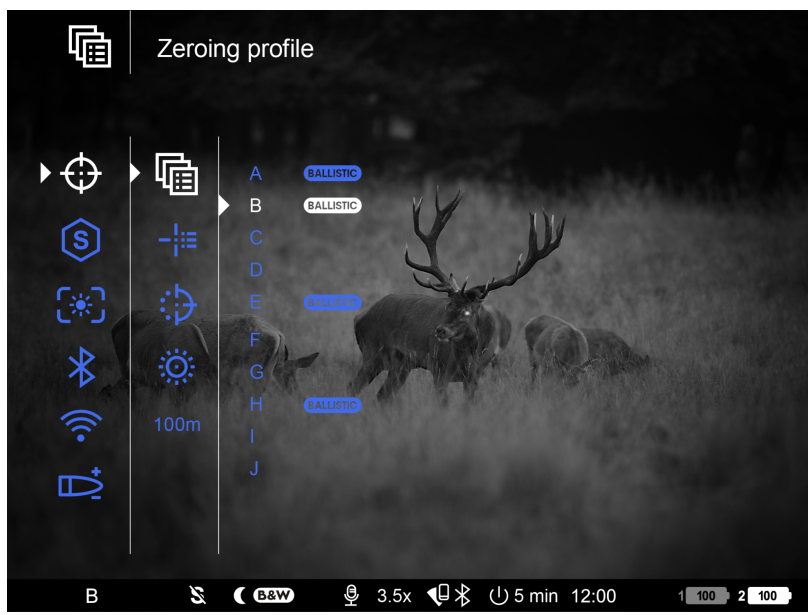 Zeroing profile
A BALLISTIC
B BALLISTIC
C
D
E BALLISTIC
F
G
H BALLISTIC
I
J
S
100m
B S B&W 3.5x 5 min 12:00 1 100 2 100